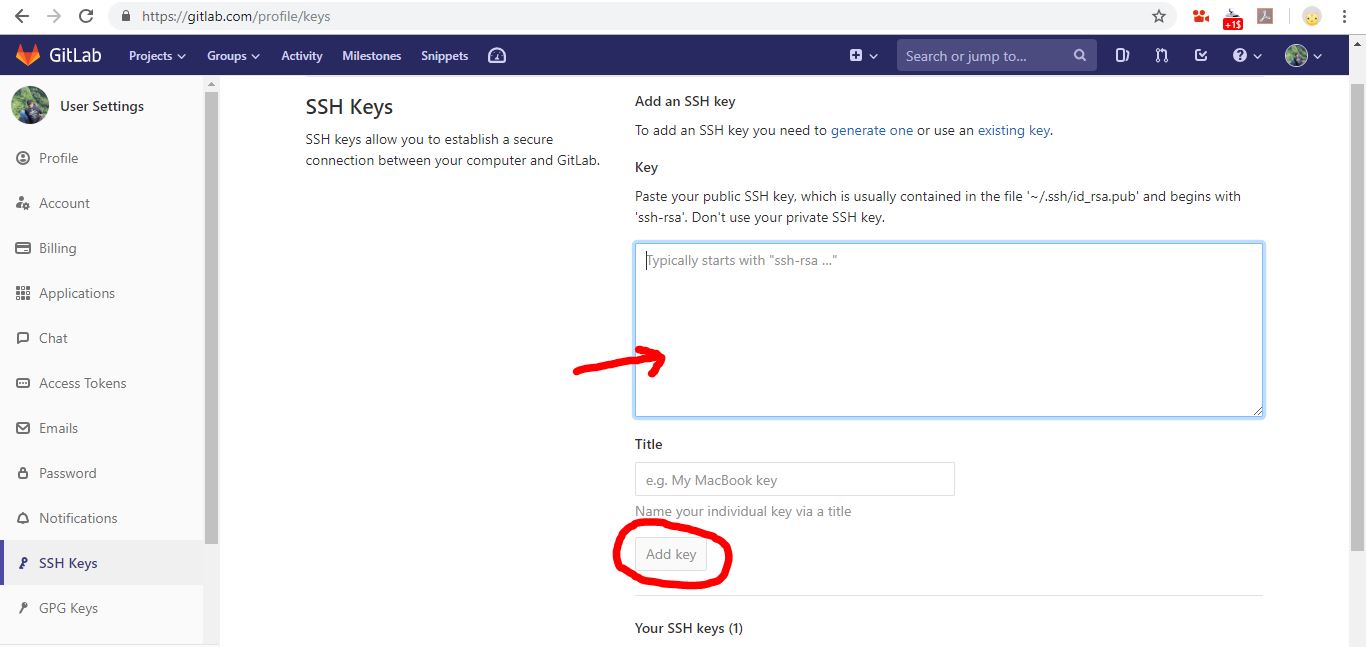 https://gitlab.com/profile/keys
+1$
GitLab Projects Groups Activity Milestones Snippets Search or jump to...
User Settings
Profile
Account
Billing
Applications
Chat
Access Tokens
Emails
Password
Notifications
SSH Keys
GPG Keys
SSH Keys
SSH keys allow you to establish a secure
connection between your computer and GitLab.
Add an SSH key
To add an SSH key you need to generate one or use an existing key.
Key
Paste your public SSH key, which is usually contained in the file '~/.ssh/id_rsa.pub' and begins with
'ssh-rsa'. Don't use your private SSH key.
Typically starts with "ssh-rsa ..."
Title
e.g. My MacBook key
Name your individual key via a title
Add key
Your SSH keys (1)